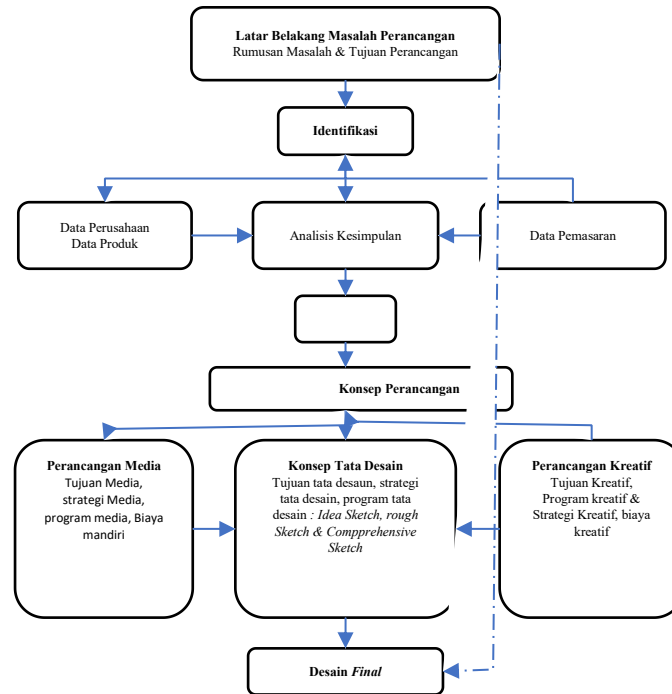 Latar Belakang Masalah Perancangan
Rumusan Masalah & Tujuan Perancangan
Identifikasi
Data Perusahaan
Data Produk
Analisis Kesimpulan
Data Pemasaran
Konsep Perancangan
Perancangan Media
Tujuan Media,
strategi Media,
program media, Biaya
mandiri
Konsep Tata Desain
Tujuan tata desaun, strategi
tata desain, program tata
desain : Idea Sketch, rough
Sketch & Compprehensive
Sketch
Perancangan Kreatif
Tujuan Kreatif,
Program kreatif &
Strategi Kreatif, biaya
kreatif
Desain Final